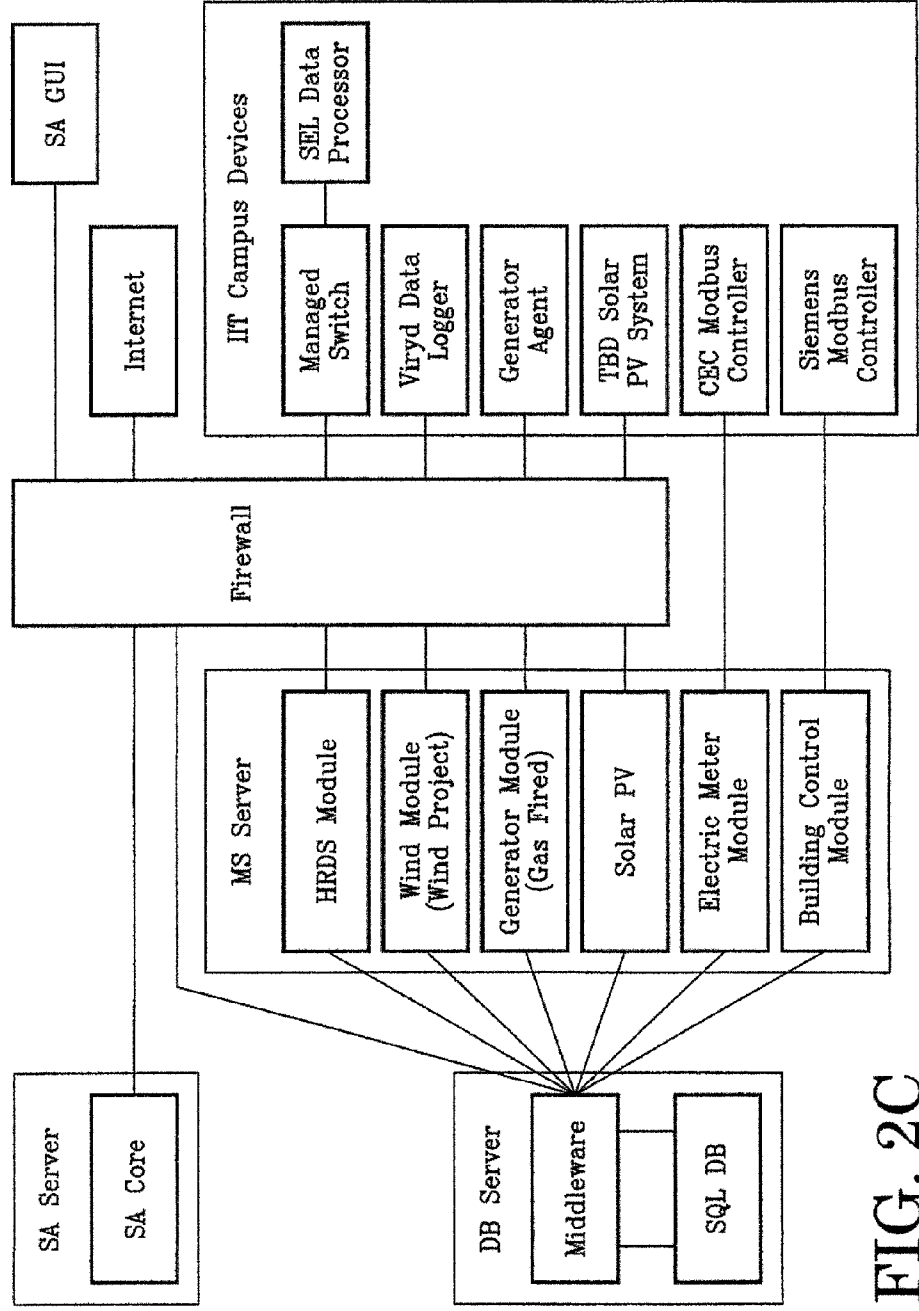 SA Server
SA Core
DB Server
Middleware
SQL DB
MS Server
HRDS Module
Wind Module
(Wind Project)
Generator Module
(Gas Fired)
Solar PV
Electric Meter
Module
Building Control
Module
Firewall
SA GUI
Internet
IIT Campus Devices
Managed
Switch
SEL Data
Processor
Viryd Data
Logger
Generator
Agent
TBD Solar
PV System
CEC Modbus
Controller
Siemens
Modbus
Controller
FIG. 2C